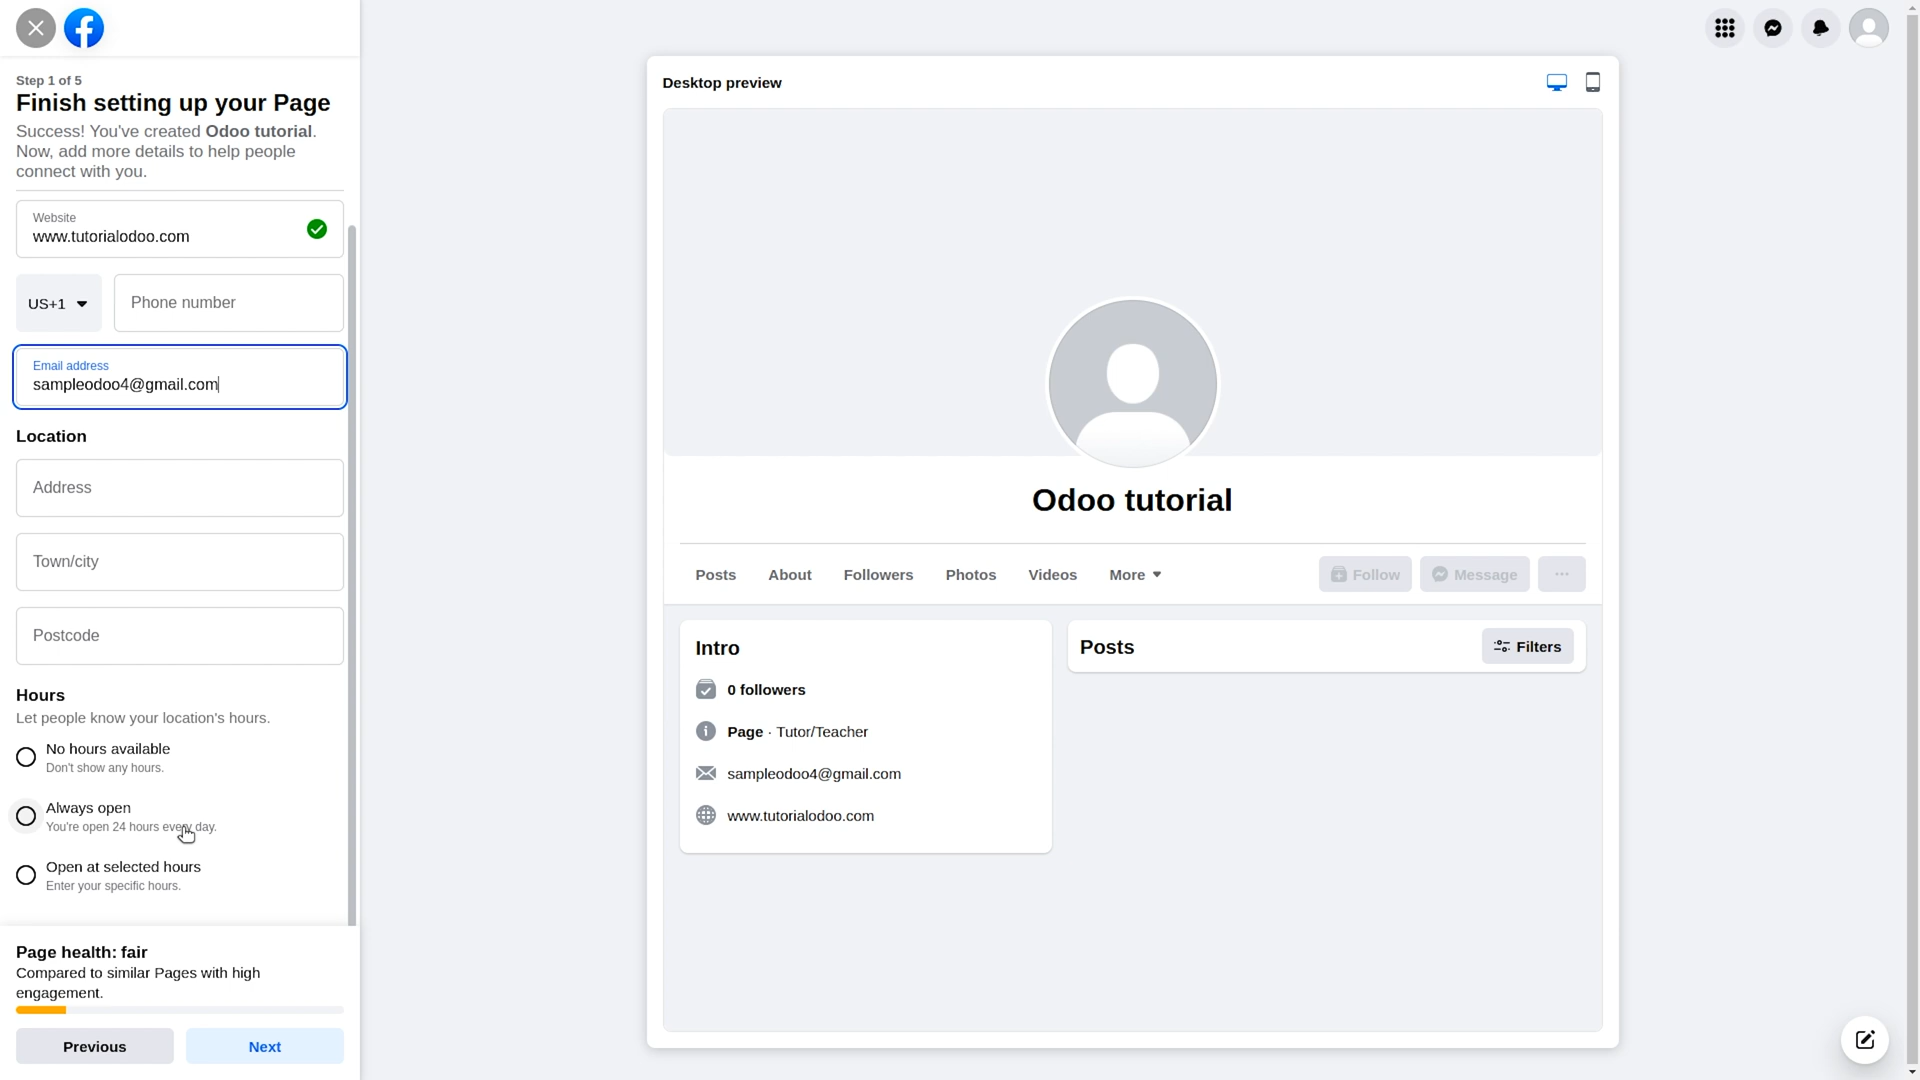 Step 1 of 5
Finish setting up your Page
Success! You've created Odoo tutorial.
Now, add more details to help people
connect with you.
Website
www.tutorialodoo.com
US+1
Phone number
Email address
sampleodoo4@gmail.com
Location
Address
Town/city
Postcode
Hours
Let people know your location's hours.
No hours available
Don't show any hours.
Always open
You're open 24 hours every day.
Open at selected hours
Enter your specific hours.
Page health: fair
Compared to similar Pages with high
engagement.
Previous
Next
Desktop preview
Odoo tutorial
Posts
About
Followers
Photos
Videos
More
Follow
Message
Intro
0 followers
Page · Tutor/Teacher
sampleodoo4@gmail.com
www.tutorialodoo.com
Posts
Filters